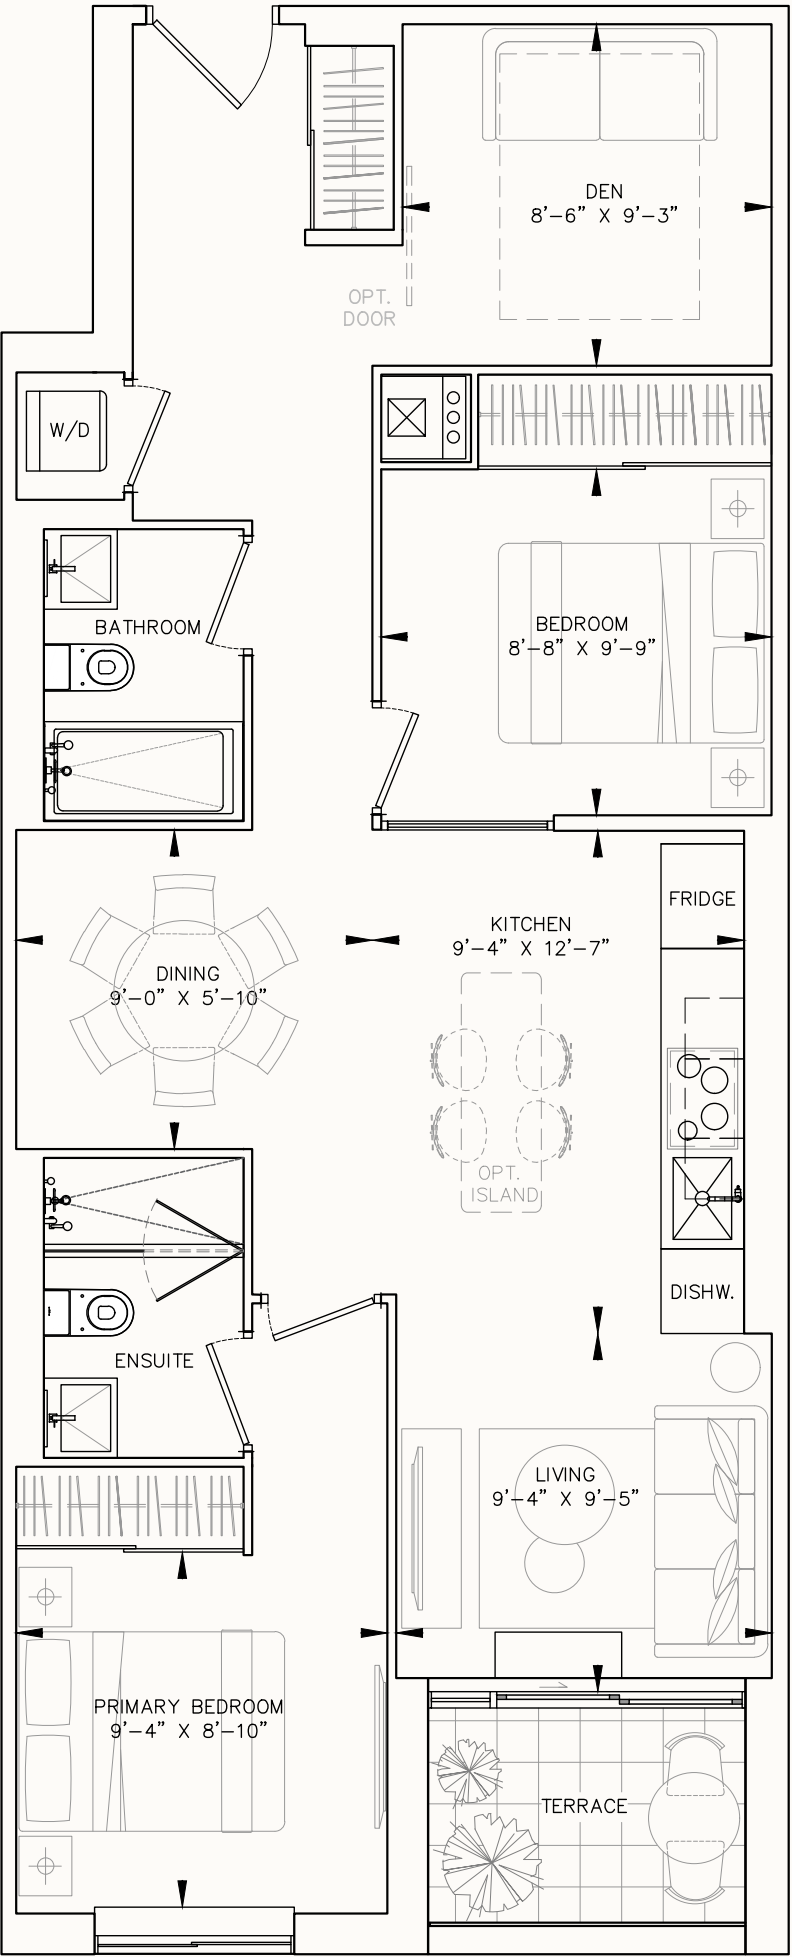 DEN
8'-6" X 9'-3"
OPT.
DOOR
W/D
BATHROOM
BEDROOM
8'-8" X 9'-9"
FRIDGE
KITCHEN
9'-4" X 12'-7"
DINING
9'-0" X 5'-10"
OPT.
ISLAND
DISHW.
ENSUITE
LIVING
9'-4" X 9'-5"
PRIMARY BEDROOM
9'-4" X 8'-10"
TERRACE